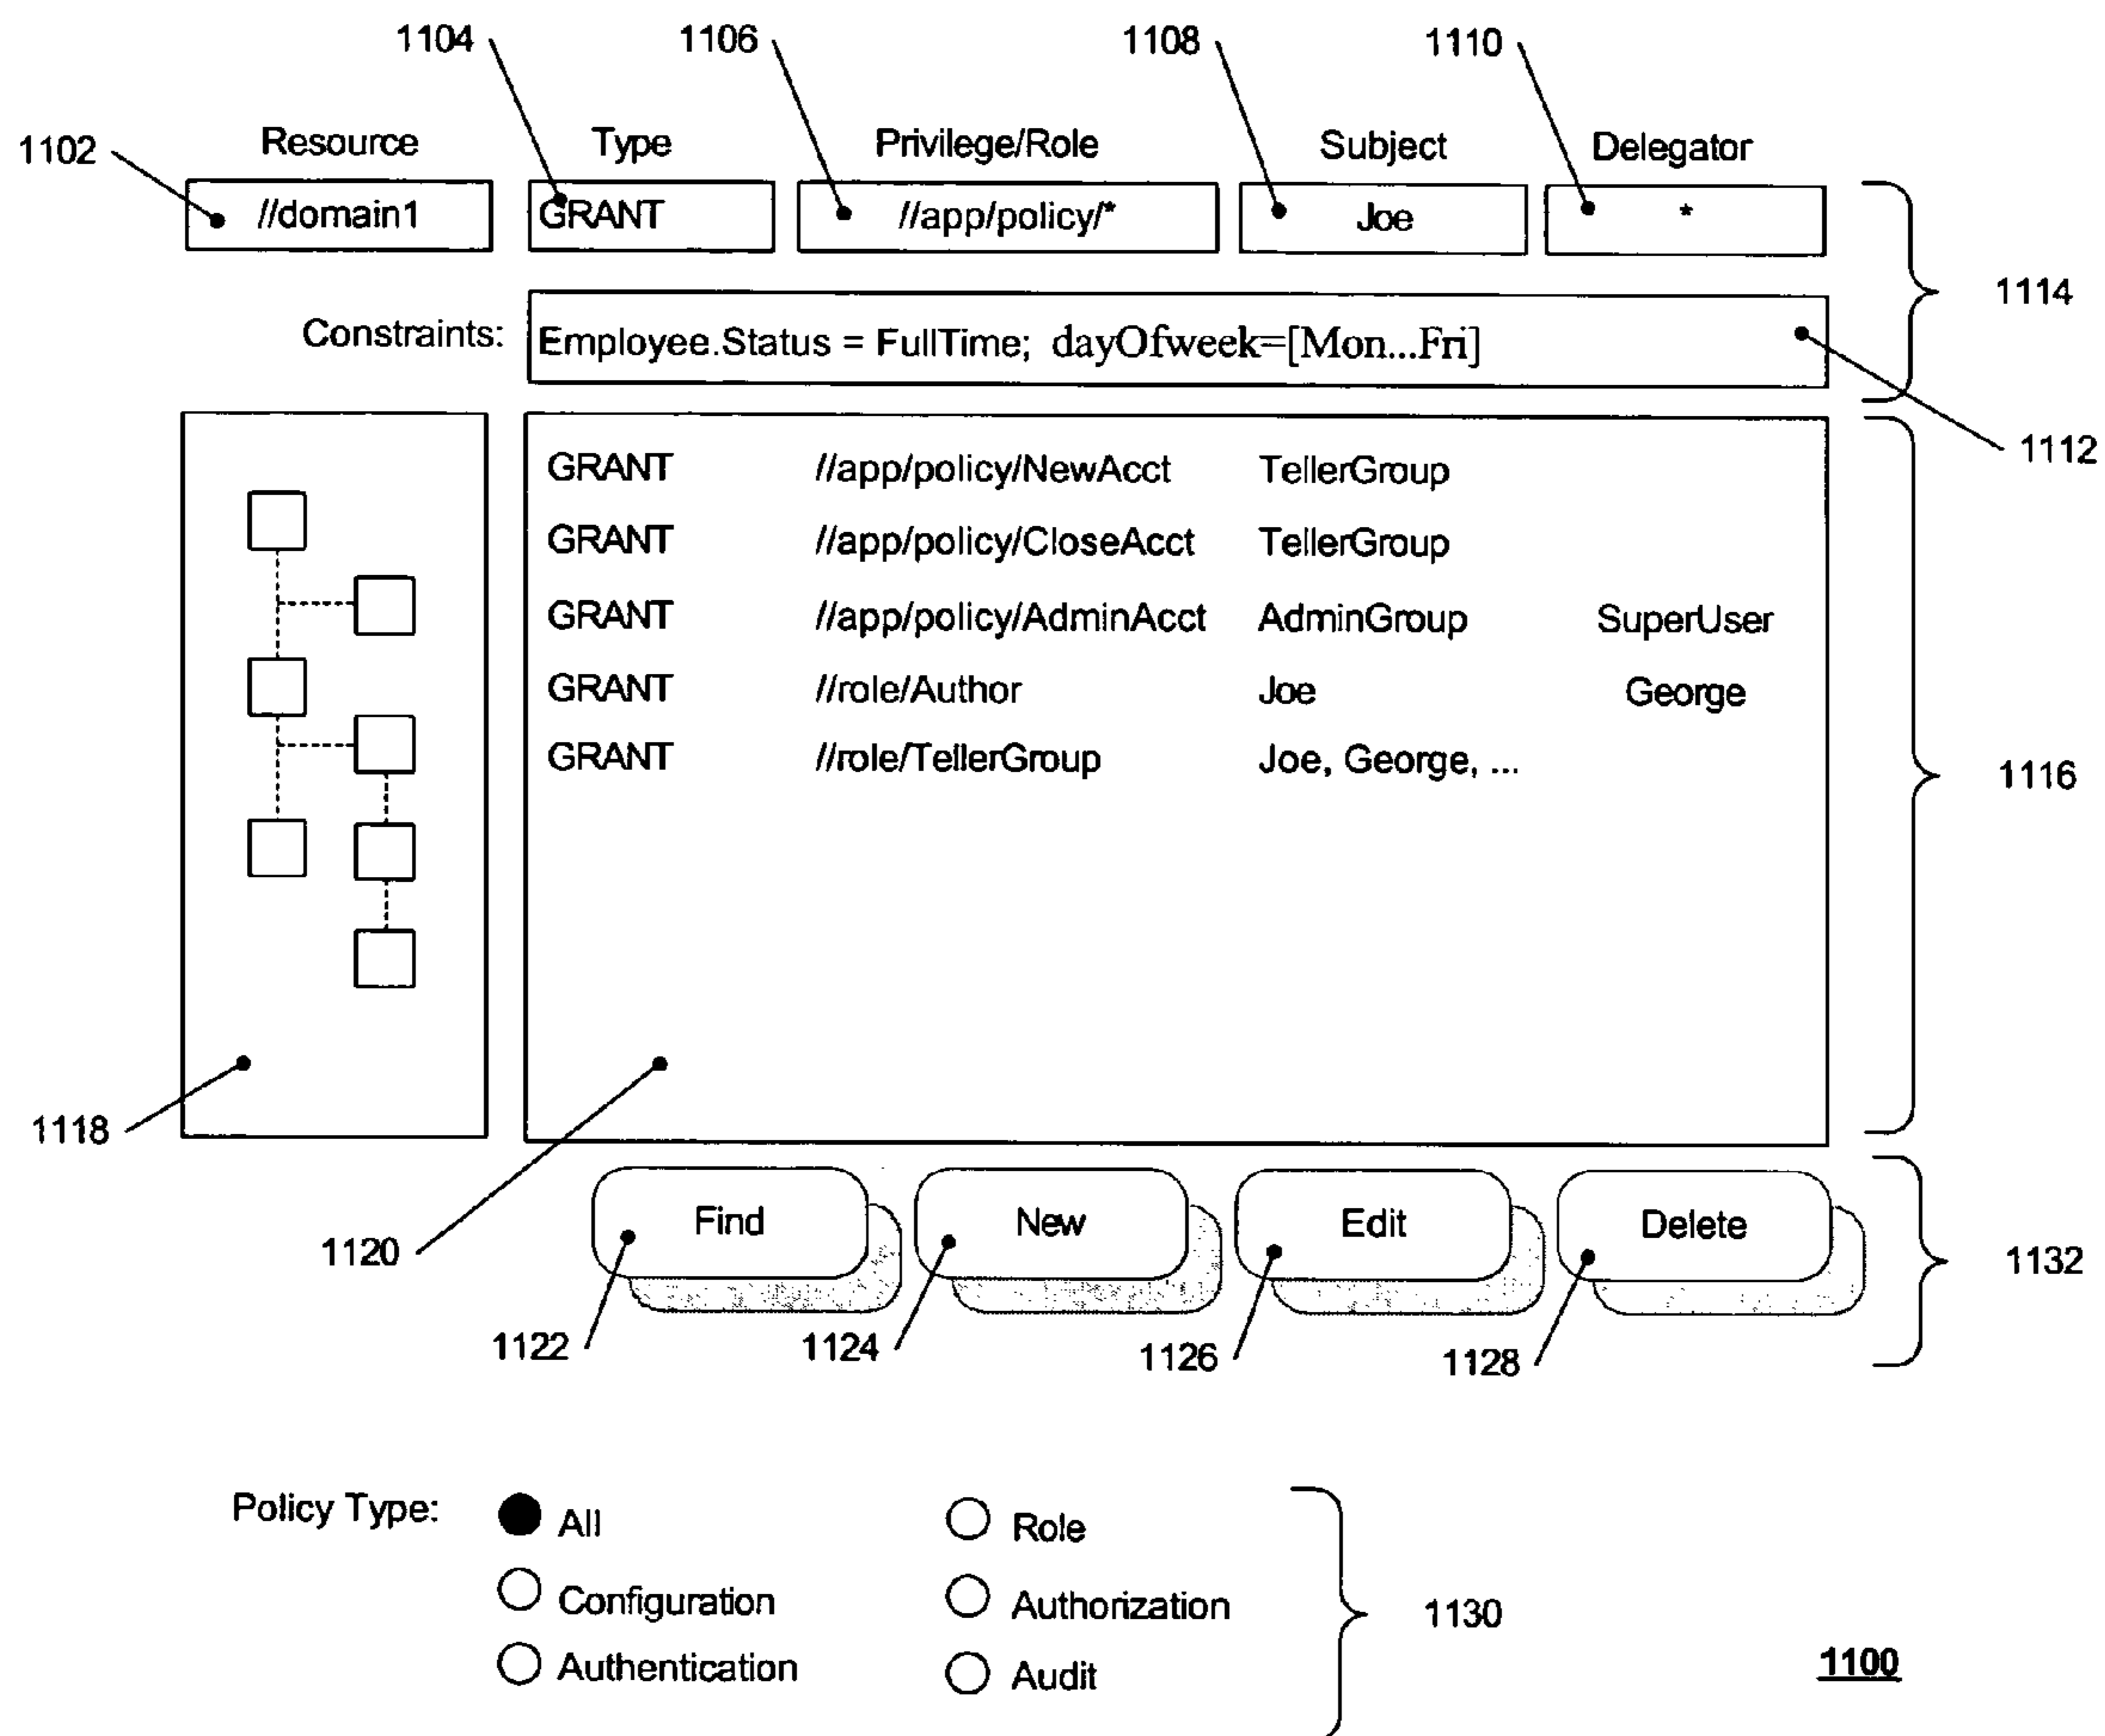 1104 1106 1108 1110
1102 Resource Type Privilege/Role Subject Delegator
//domain1 GRANT //app/policy/* Joe *
1114
Constraints: Employee.Status = FullTime; dayOfweek=[Mon...Fri]
1112
GRANT //app/policy/NewAcct TellerGroup
GRANT //app/policy/CloseAcct TellerGroup
GRANT //app/policy/AdminAcct AdminGroup SuperUser
GRANT //role/Author Joe George
GRANT //role/TellerGroup Joe, George, ...
1116
1118
Find New Edit Delete
1120 1132
1122 1124 1126 1128
Policy Type: All Role
Configuration Authorization
1130
Authentication Audit
1100